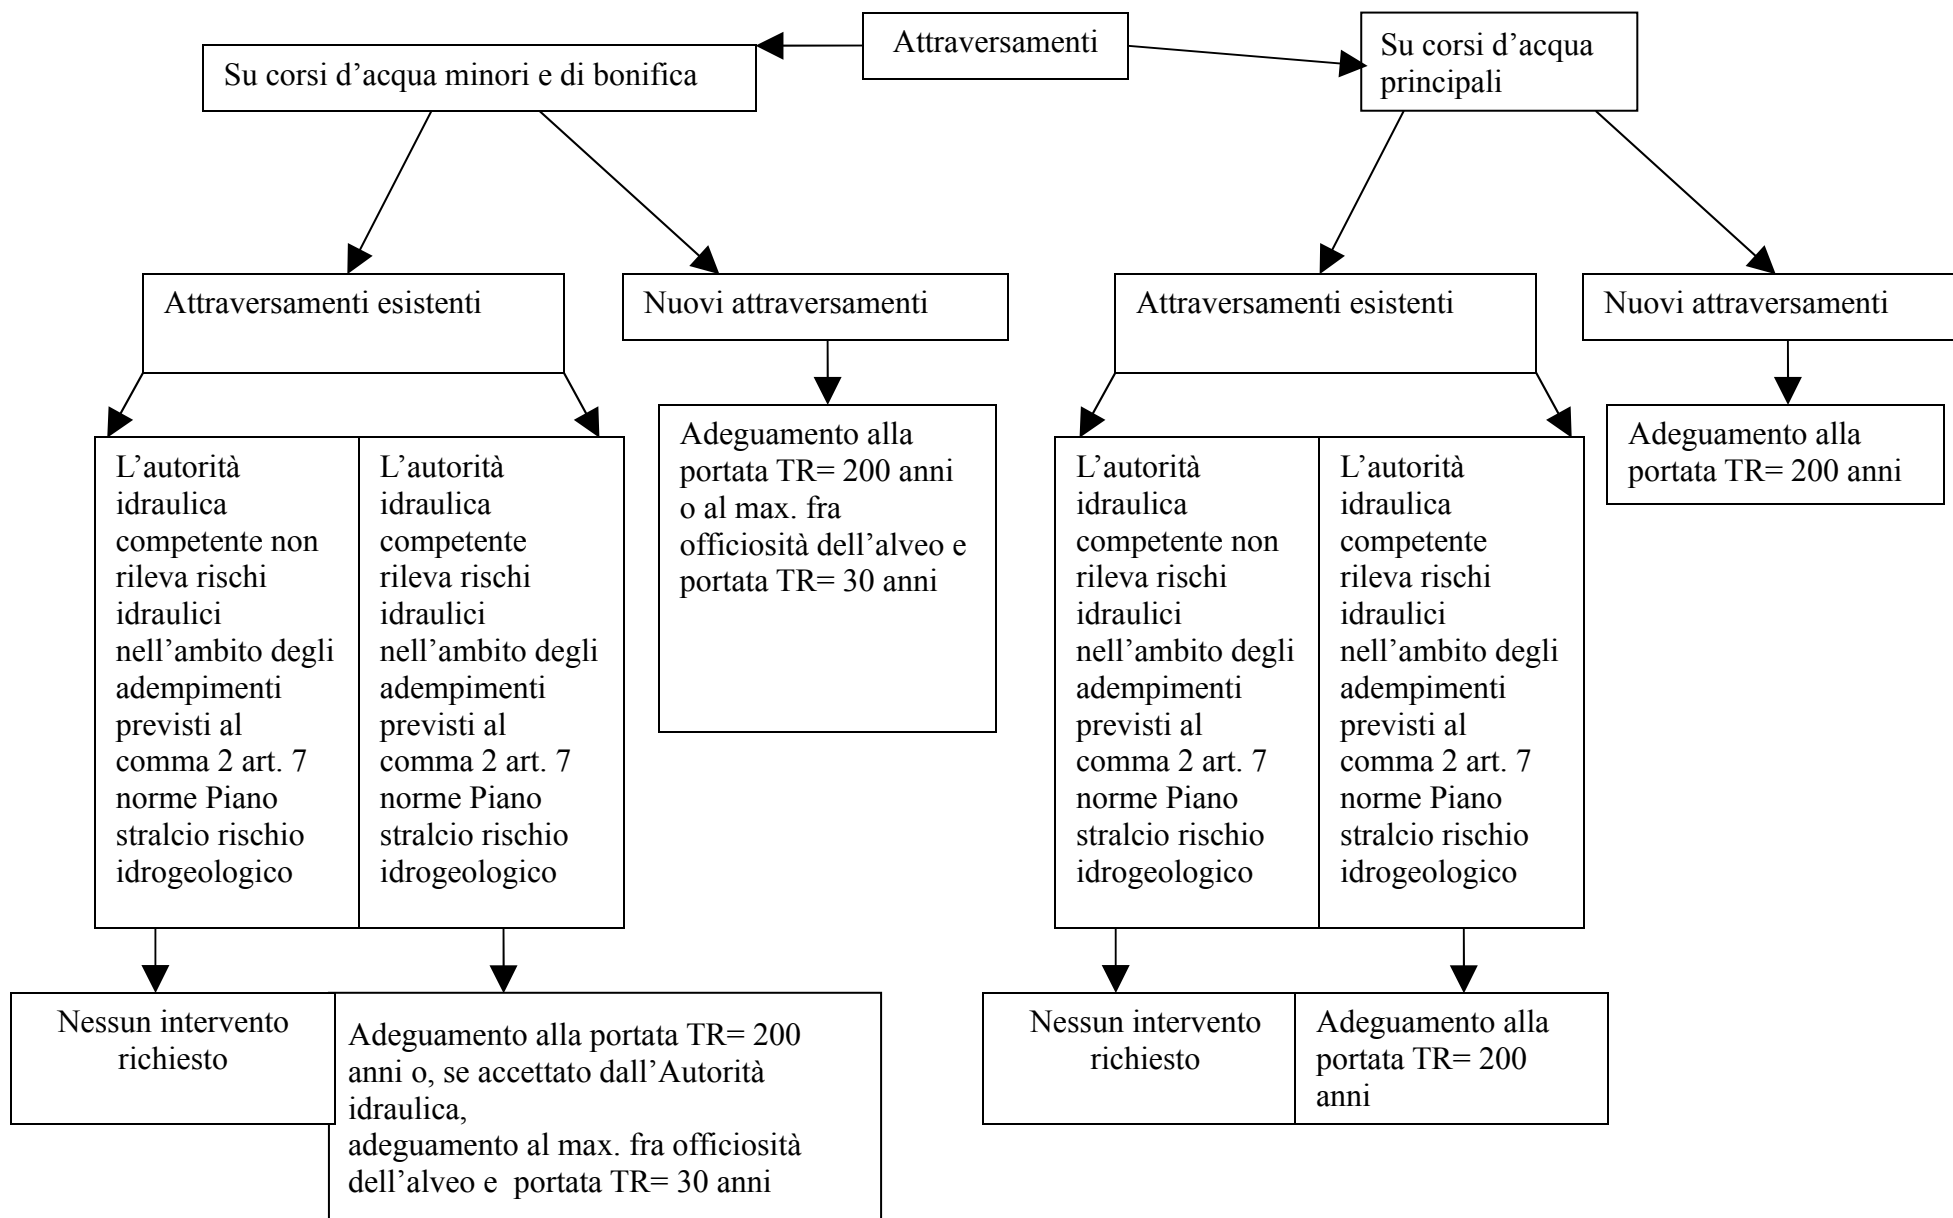 Attraversamenti
Su corsi d’acqua minori e di bonifica
Su corsi d’acqua
principali
Attraversamenti esistenti
Nuovi attraversamenti
Attraversamenti esistenti
Nuovi attraversamenti
L’autorità
idraulica
competente non
rileva rischi
idraulici
nell’ambito degli
adempimenti
previsti al
comma 2 art. 7
norme Piano
stralcio rischio
idrogeologico
L’autorità
idraulica
competente
rileva rischi
idraulici
nell’ambito degli
adempimenti
previsti al
comma 2 art. 7
norme Piano
stralcio rischio
idrogeologico
Adeguamento alla
portata TR= 200 anni
o al max. fra
officiosità dell’alveo e
portata TR= 30 anni
L’autorità
idraulica
competente non
rileva rischi
idraulici
nell’ambito degli
adempimenti
previsti al
comma 2 art. 7
norme Piano
stralcio rischio
idrogeologico
L’autorità
idraulica
competente
rileva rischi
idraulici
nell’ambito degli
adempimenti
previsti al
comma 2 art. 7
norme Piano
stralcio rischio
idrogeologico
Adeguamento alla
portata TR= 200 anni
Nessun intervento
richiesto
Adeguamento alla portata TR= 200
anni o, se accettato dall’Autorità
idraulica,
adeguamento al max. fra officiosità
dell’alveo e  portata TR= 30 anni
Nessun intervento
richiesto
Adeguamento alla
portata TR= 200
anni